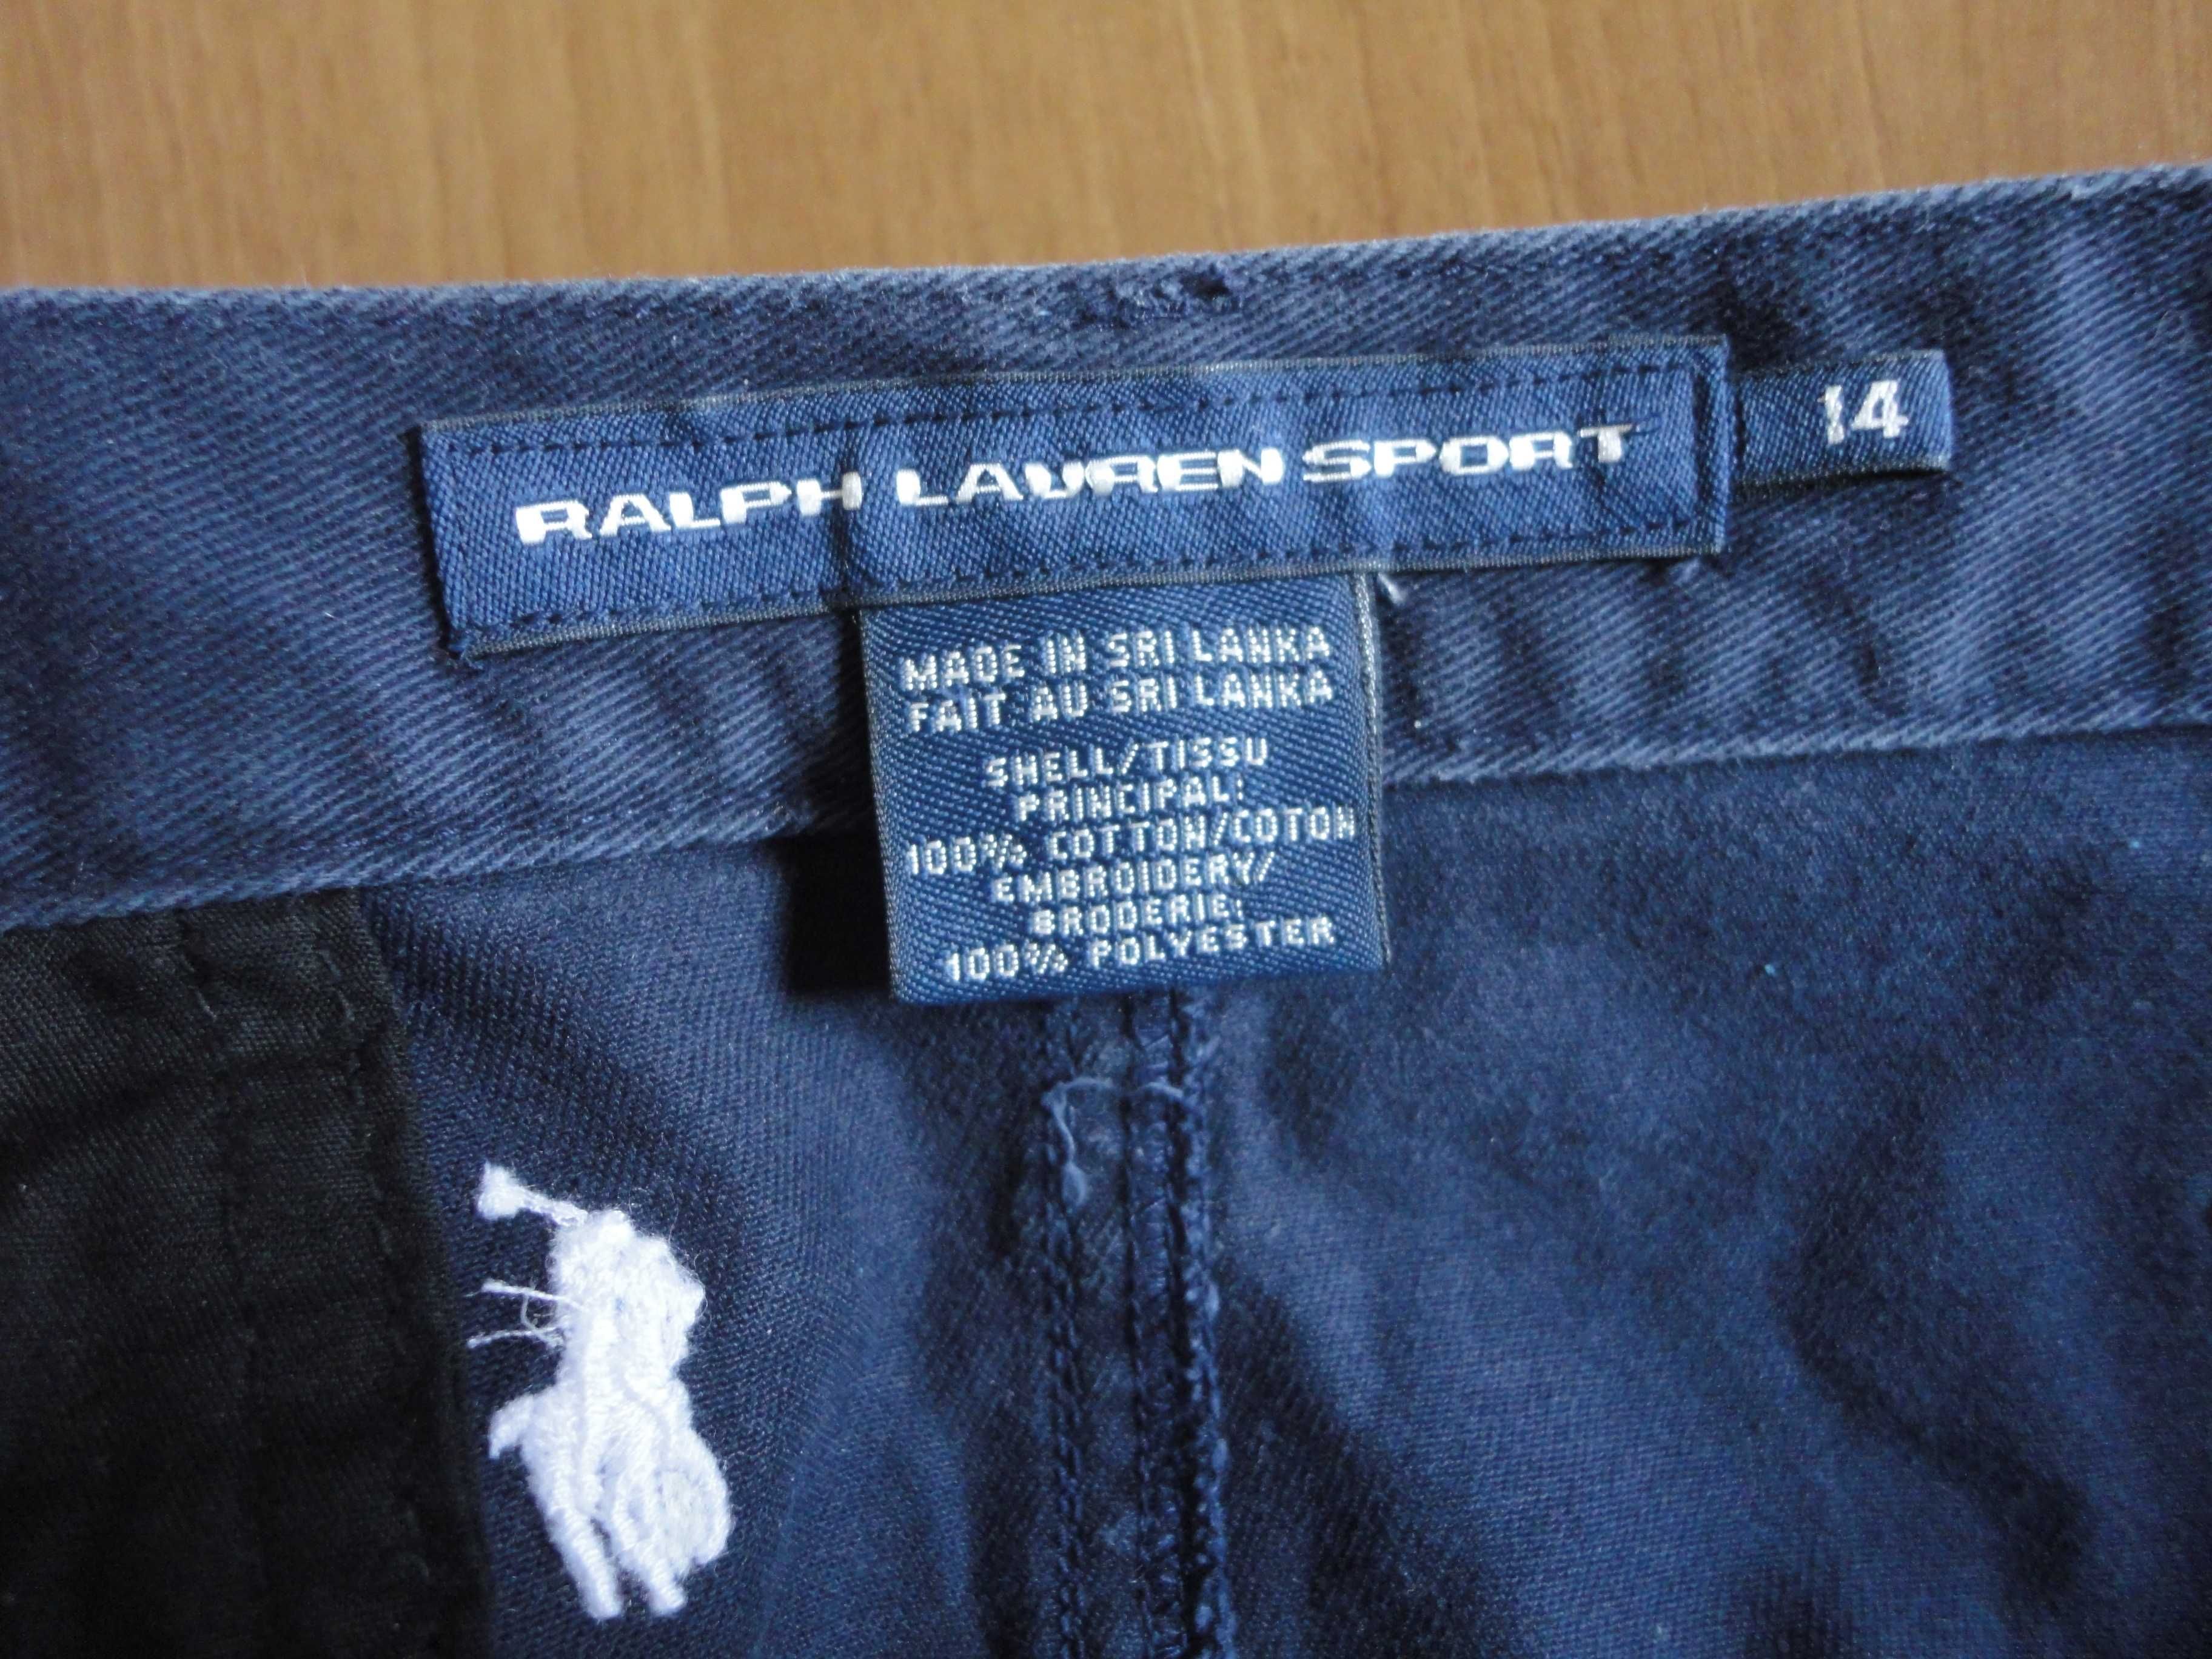 RALPH LAUREN SPORT
14
MADE IN SRI LANKA
FAIT AU SRI LANKA
SHELL/TISSU
PRINCIPAL:
100% COTTON/COTON
EMBROIDERY/
BRODERIE:
100% POLYESTER